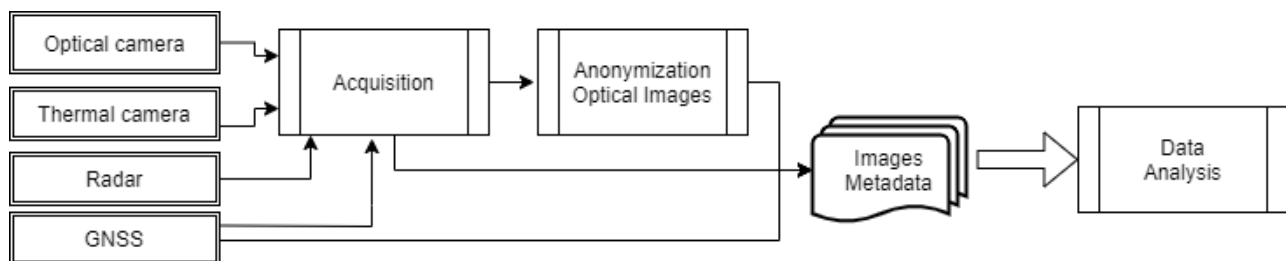 Optical camera
Thermal camera
Radar
GNSS
Acquisition
Anonymization
Optical Images
Images
Metadata
Data
Analysis